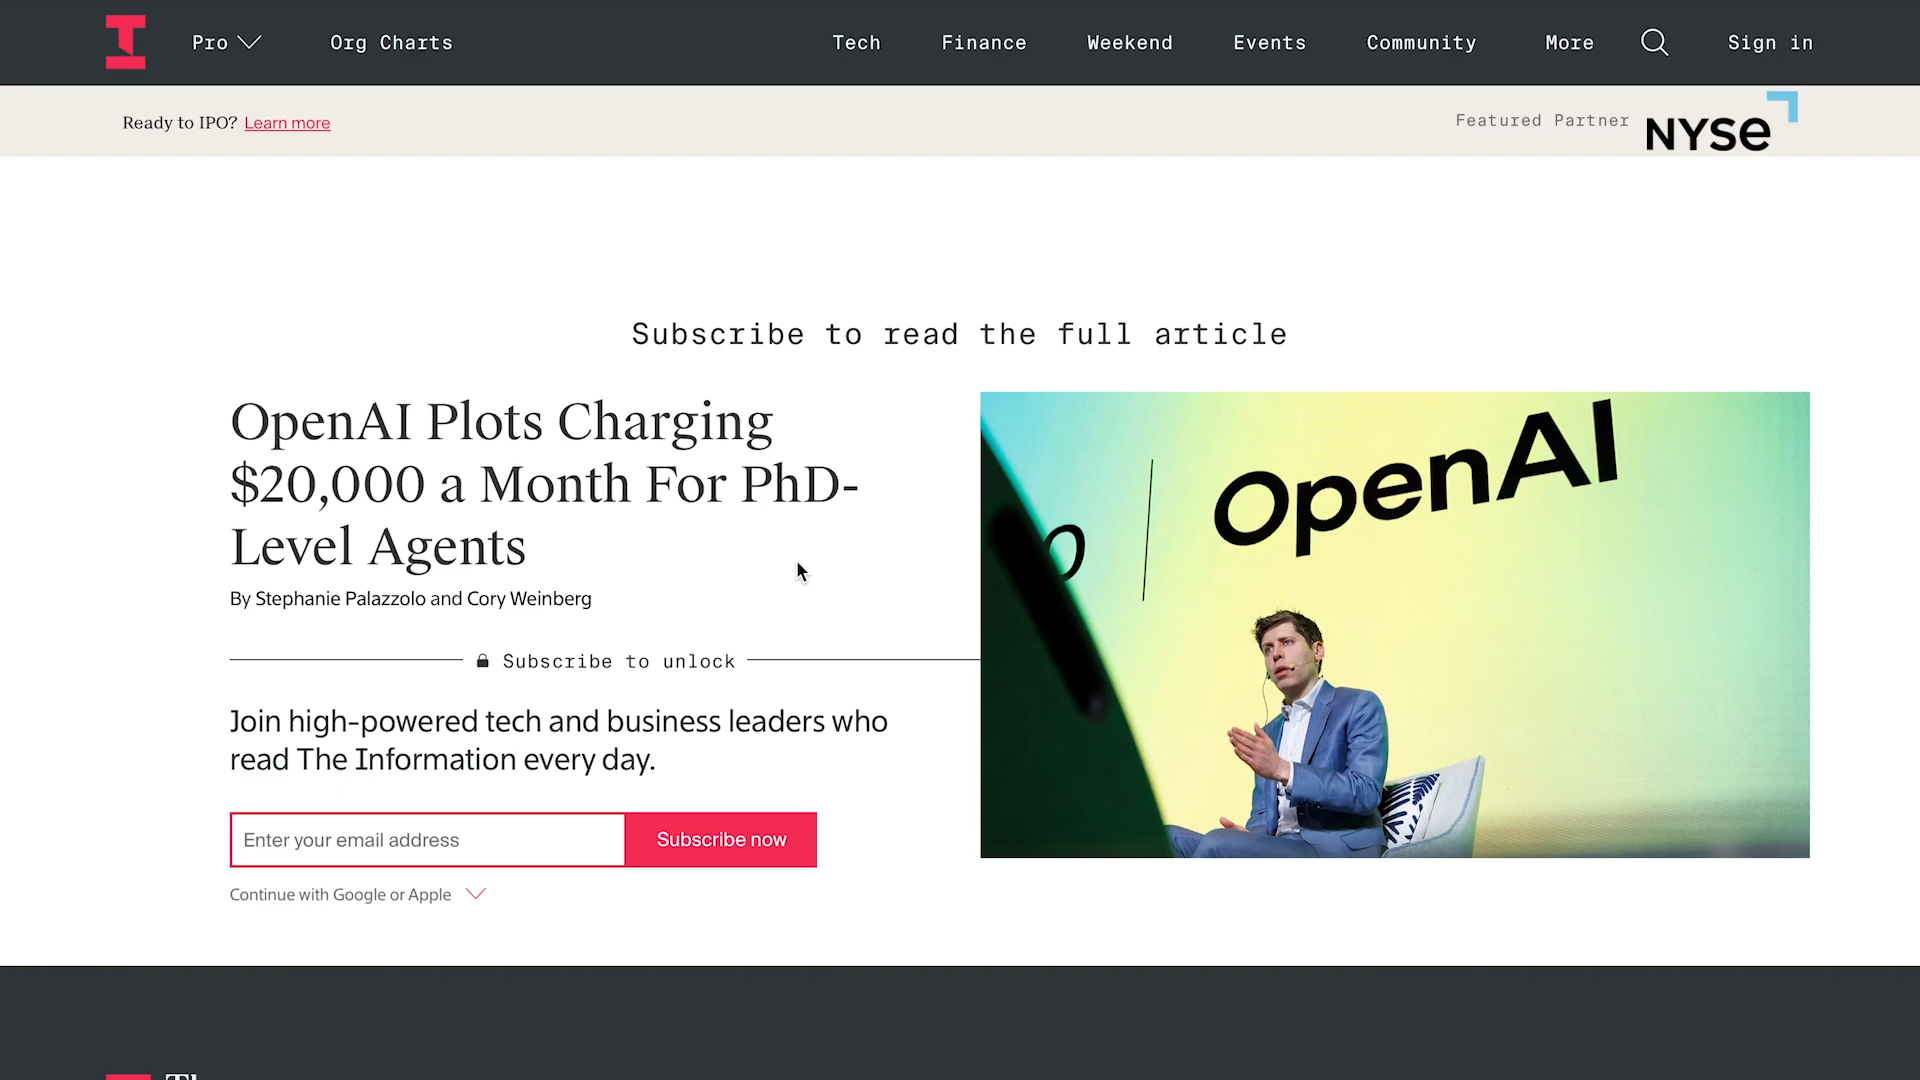 Pro
Org Charts
Tech
Finance
Weekend
Events
Community
More
Sign in
Ready to IPO? Learn more
Featured Partner
NYSE
Subscribe to read the full article
OpenAI Plots Charging
$20,000 a Month For PhD-
Level Agents
By Stephanie Palazzolo and Cory Weinberg
Subscribe to unlock
Join high-powered tech and business leaders who
read The Information every day.
Enter your email address
Subscribe now
Continue with Google or Apple
OpenAI